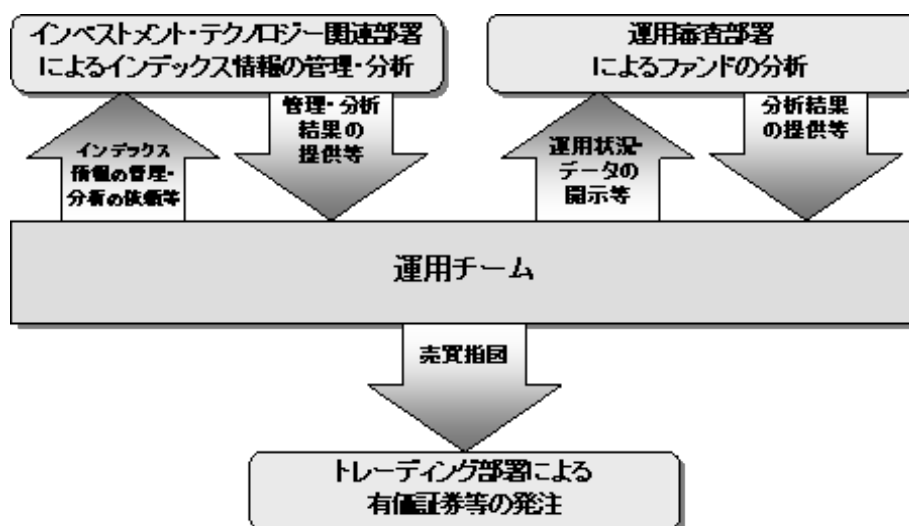 インベストメント・テクノロジー関連部署
によるインデックス情報の管理・分析
運用審査部署
によるファンドの分析
インデックス
情報の管理・
分析の依頼等
管理・分析
結果の
提供等
運用状況・
データの
開示等
分析結果
の提供等
運用チーム
売買指図
トレーディング部署による
有価証券等の発注